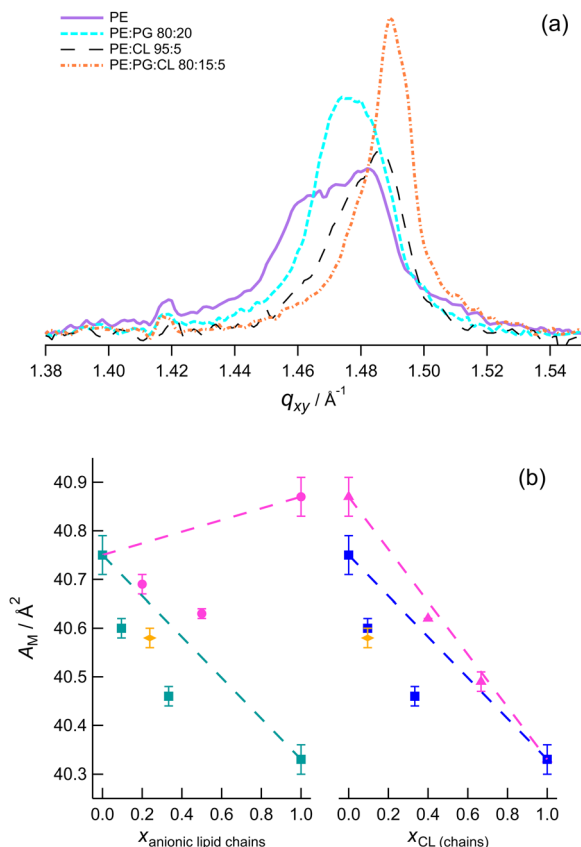 PE
PE:PG 80:20
PE:CL 95:5
PE:PG:CL 80:15:5
(a)
1.38 1.40 1.42 1.44 1.46 1.48 1.50 1.52 1.54
q_xy / Å⁻¹
(b)
40.9
40.8
40.7
40.6
40.5
40.4
40.3
A_M / Å²
0.0 0.2 0.4 0.6 0.8 1.0 0.0 0.2 0.4 0.6 0.8 1.0
x_anionic lipid chains x_CL (chains)